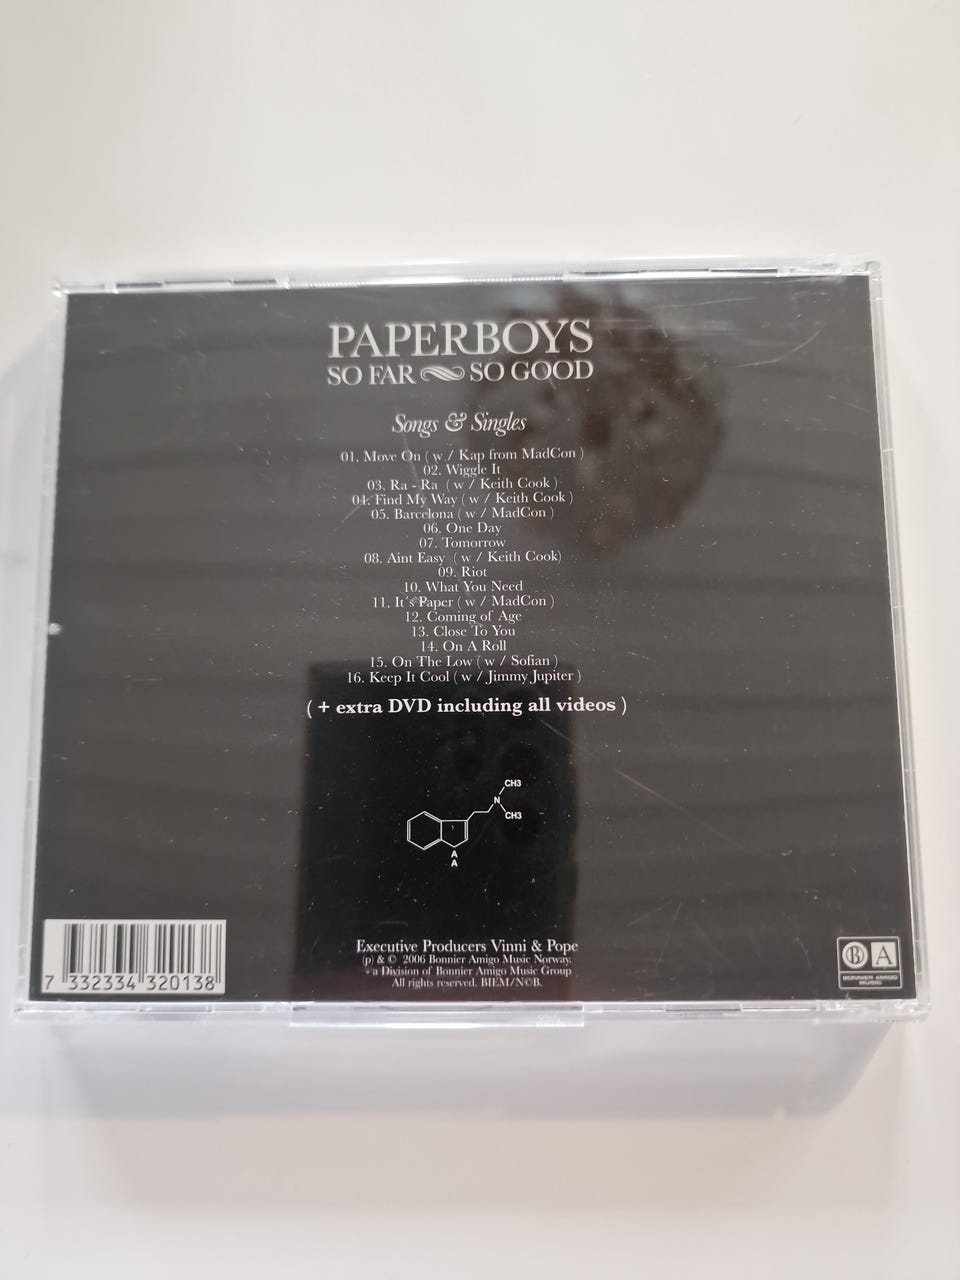 PAPERBOYS
SO FAR SO GOOD
Songs & Singles
01. Move On ( w / Kap from MadCon )
02. Wiggle It
03. Ra - Ra ( w / Keith Cook )
04. Find My Way ( w / Keith Cook )
05. Barcelona ( w / MadCon )
06. One Day
07. Tomorrow
08. Aint Easy ( w / Keith Cook)
09. Riot
10. What You Need
11. It´s Paper ( w / MadCon )
12. Coming of Age
13. Close To You
14. On A Roll
15. On The Low ( w / Sofian )
16. Keep It Cool ( w / Jimmy Jupiter )
( + extra DVD including all videos )
CH3
N
CH3
A
A
Executive Producers Vinni & Pope
(p) & © 2006 Bonnier Amigo Music Norway.
- a Division of Bonnier Amigo Music Group
All rights reserved. BIEM/N©B.
7 332334 320138
B A
BONNIER AMIGO
MUSIC